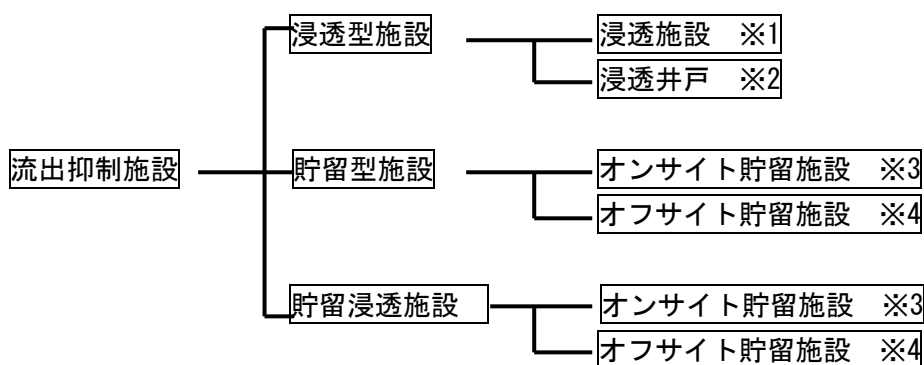 浸透型施設
浸透施設　※1
浸透井戸　※2
流出抑制施設
貯留型施設
オンサイト貯留施設　※3
オフサイト貯留施設　※4
貯留浸透施設
オンサイト貯留施設　※3
オフサイト貯留施設　※4